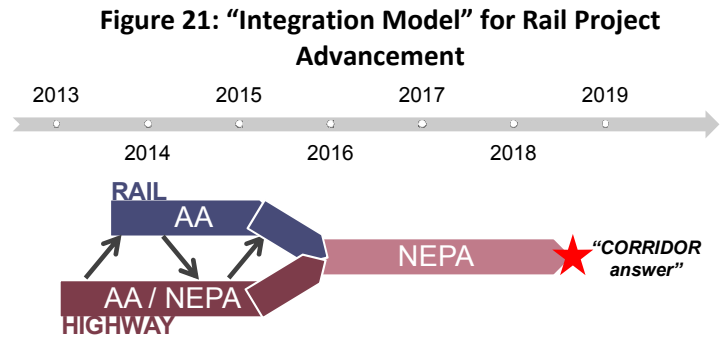 Figure 21: “Integration Model” for Rail Project
Advancement
2013 2015 2017 2019
2014 2016 2018
RAIL
AA
NEPA
“CORRIDOR
answer”
AA / NEPA
HIGHWAY